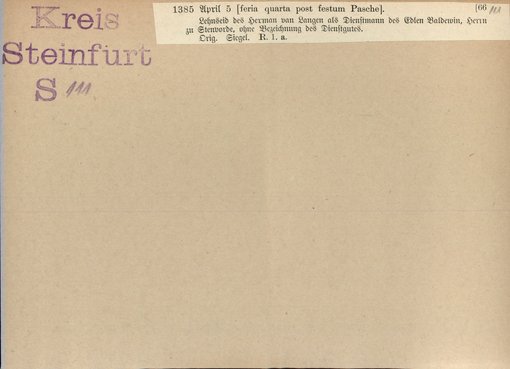 Kreis
Steinfurt
S 111
1385 April 5 [feria quarta post festum Pasche]. [66 111
Lehnseid des Herman van Langen als Dienstmann des Edlen Baldewin, Herrn
zu Stenvorde, ohne Bezeichnung des Dienstgutes.
Orig. Siegel. R. l. a.